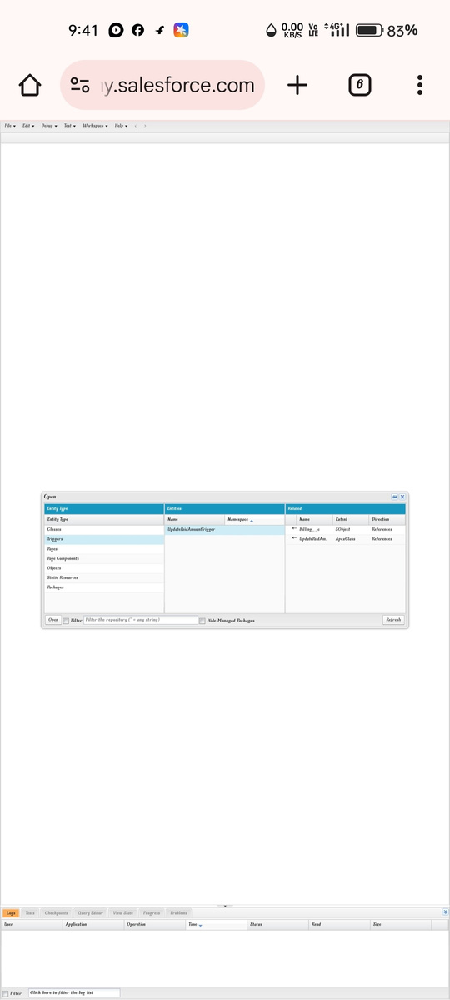 9:41 0.00 KB/S Vo LTE 4G+ 83%
y.salesforce.com 6
File Edit Debug Test Workspace Help < >
Open
Entity Type Entities Related
Entity Type Name Namespace Name Extent Direction
Classes UpdatePaidAmountTrigger Billing__c SObject References
Triggers UpdatePaidAm. ApexClass References
Pages
Page Components
Objects
Static Resources
Packages
Open Filter Filter the repository (* = any string) Hide Managed Packages Refresh
Logs Tests Checkpoints Query Editor View State Progress Problems
User Application Operation Time Status Read Size
Filter Click here to filter the log list